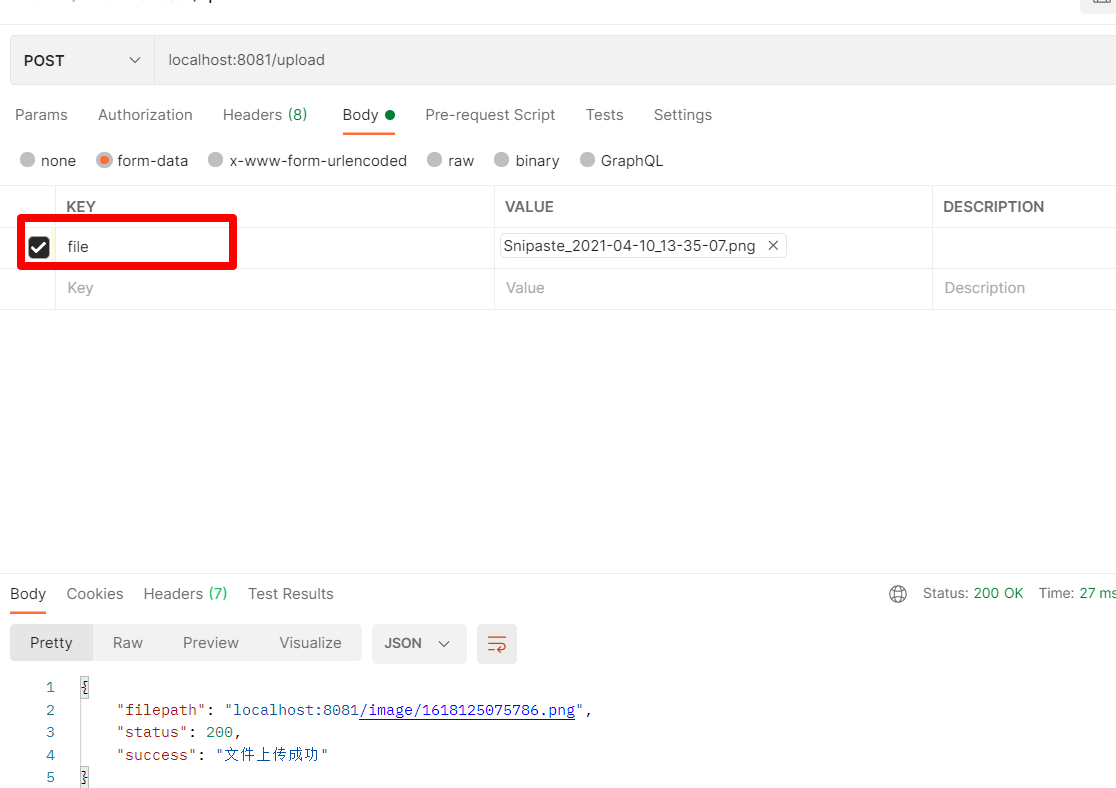 POST localhost:8081/upload
Params Authorization Headers (8) Body Pre-request Script Tests Settings
none form-data x-www-form-urlencoded raw binary GraphQL
KEY VALUE DESCRIPTION
file Snipaste_2021-04-10_13-35-07.png
Key Value Description
Body Cookies Headers (7) Test Results Status: 200 OK Time: 27 ms
Pretty Raw Preview Visualize JSON
1 {
2 "filepath": "localhost:8081/image/1618125075786.png",
3 "status": 200,
4 "success": "文件上传成功"
5 }